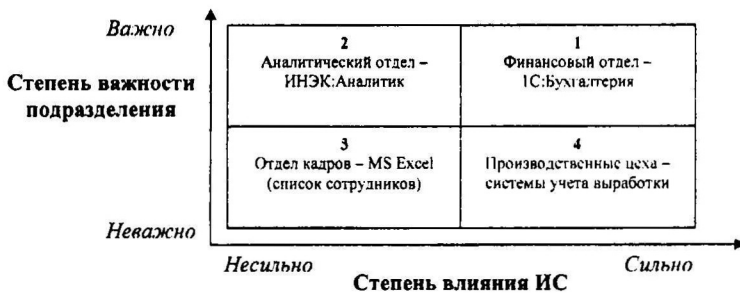 Важно
Степень важности
подразделения
2
Аналитический отдел –
ИНЭК:Аналитик
1
Финансовый отдел –
1С:Бухгалтерия
3
Отдел кадров – MS Excel
(список сотрудников)
4
Производственные цеха –
системы учета выработки
Неважно
Несильно
Сильно
Степень влияния ИС